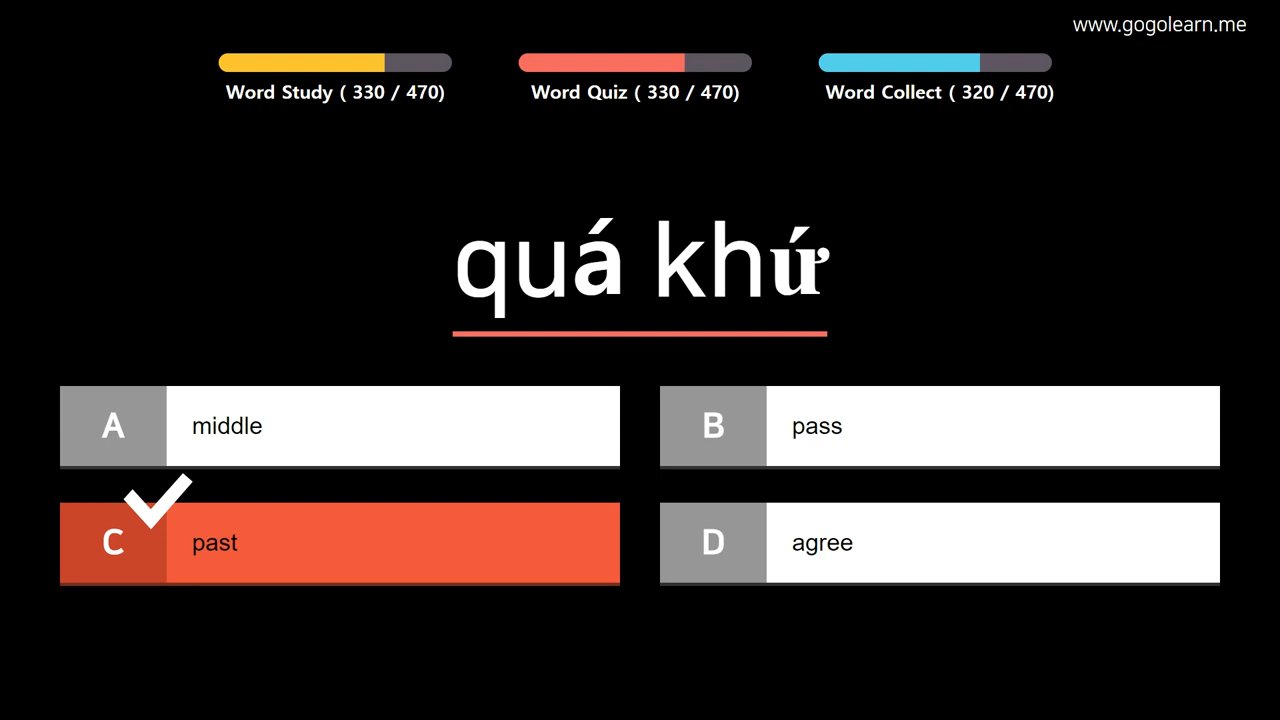 www.gogolearn.me
Word Study ( 330 / 470)
Word Quiz ( 330 / 470)
Word Collect ( 320 / 470)
quá khứ
A middle
B pass
C past
D agree